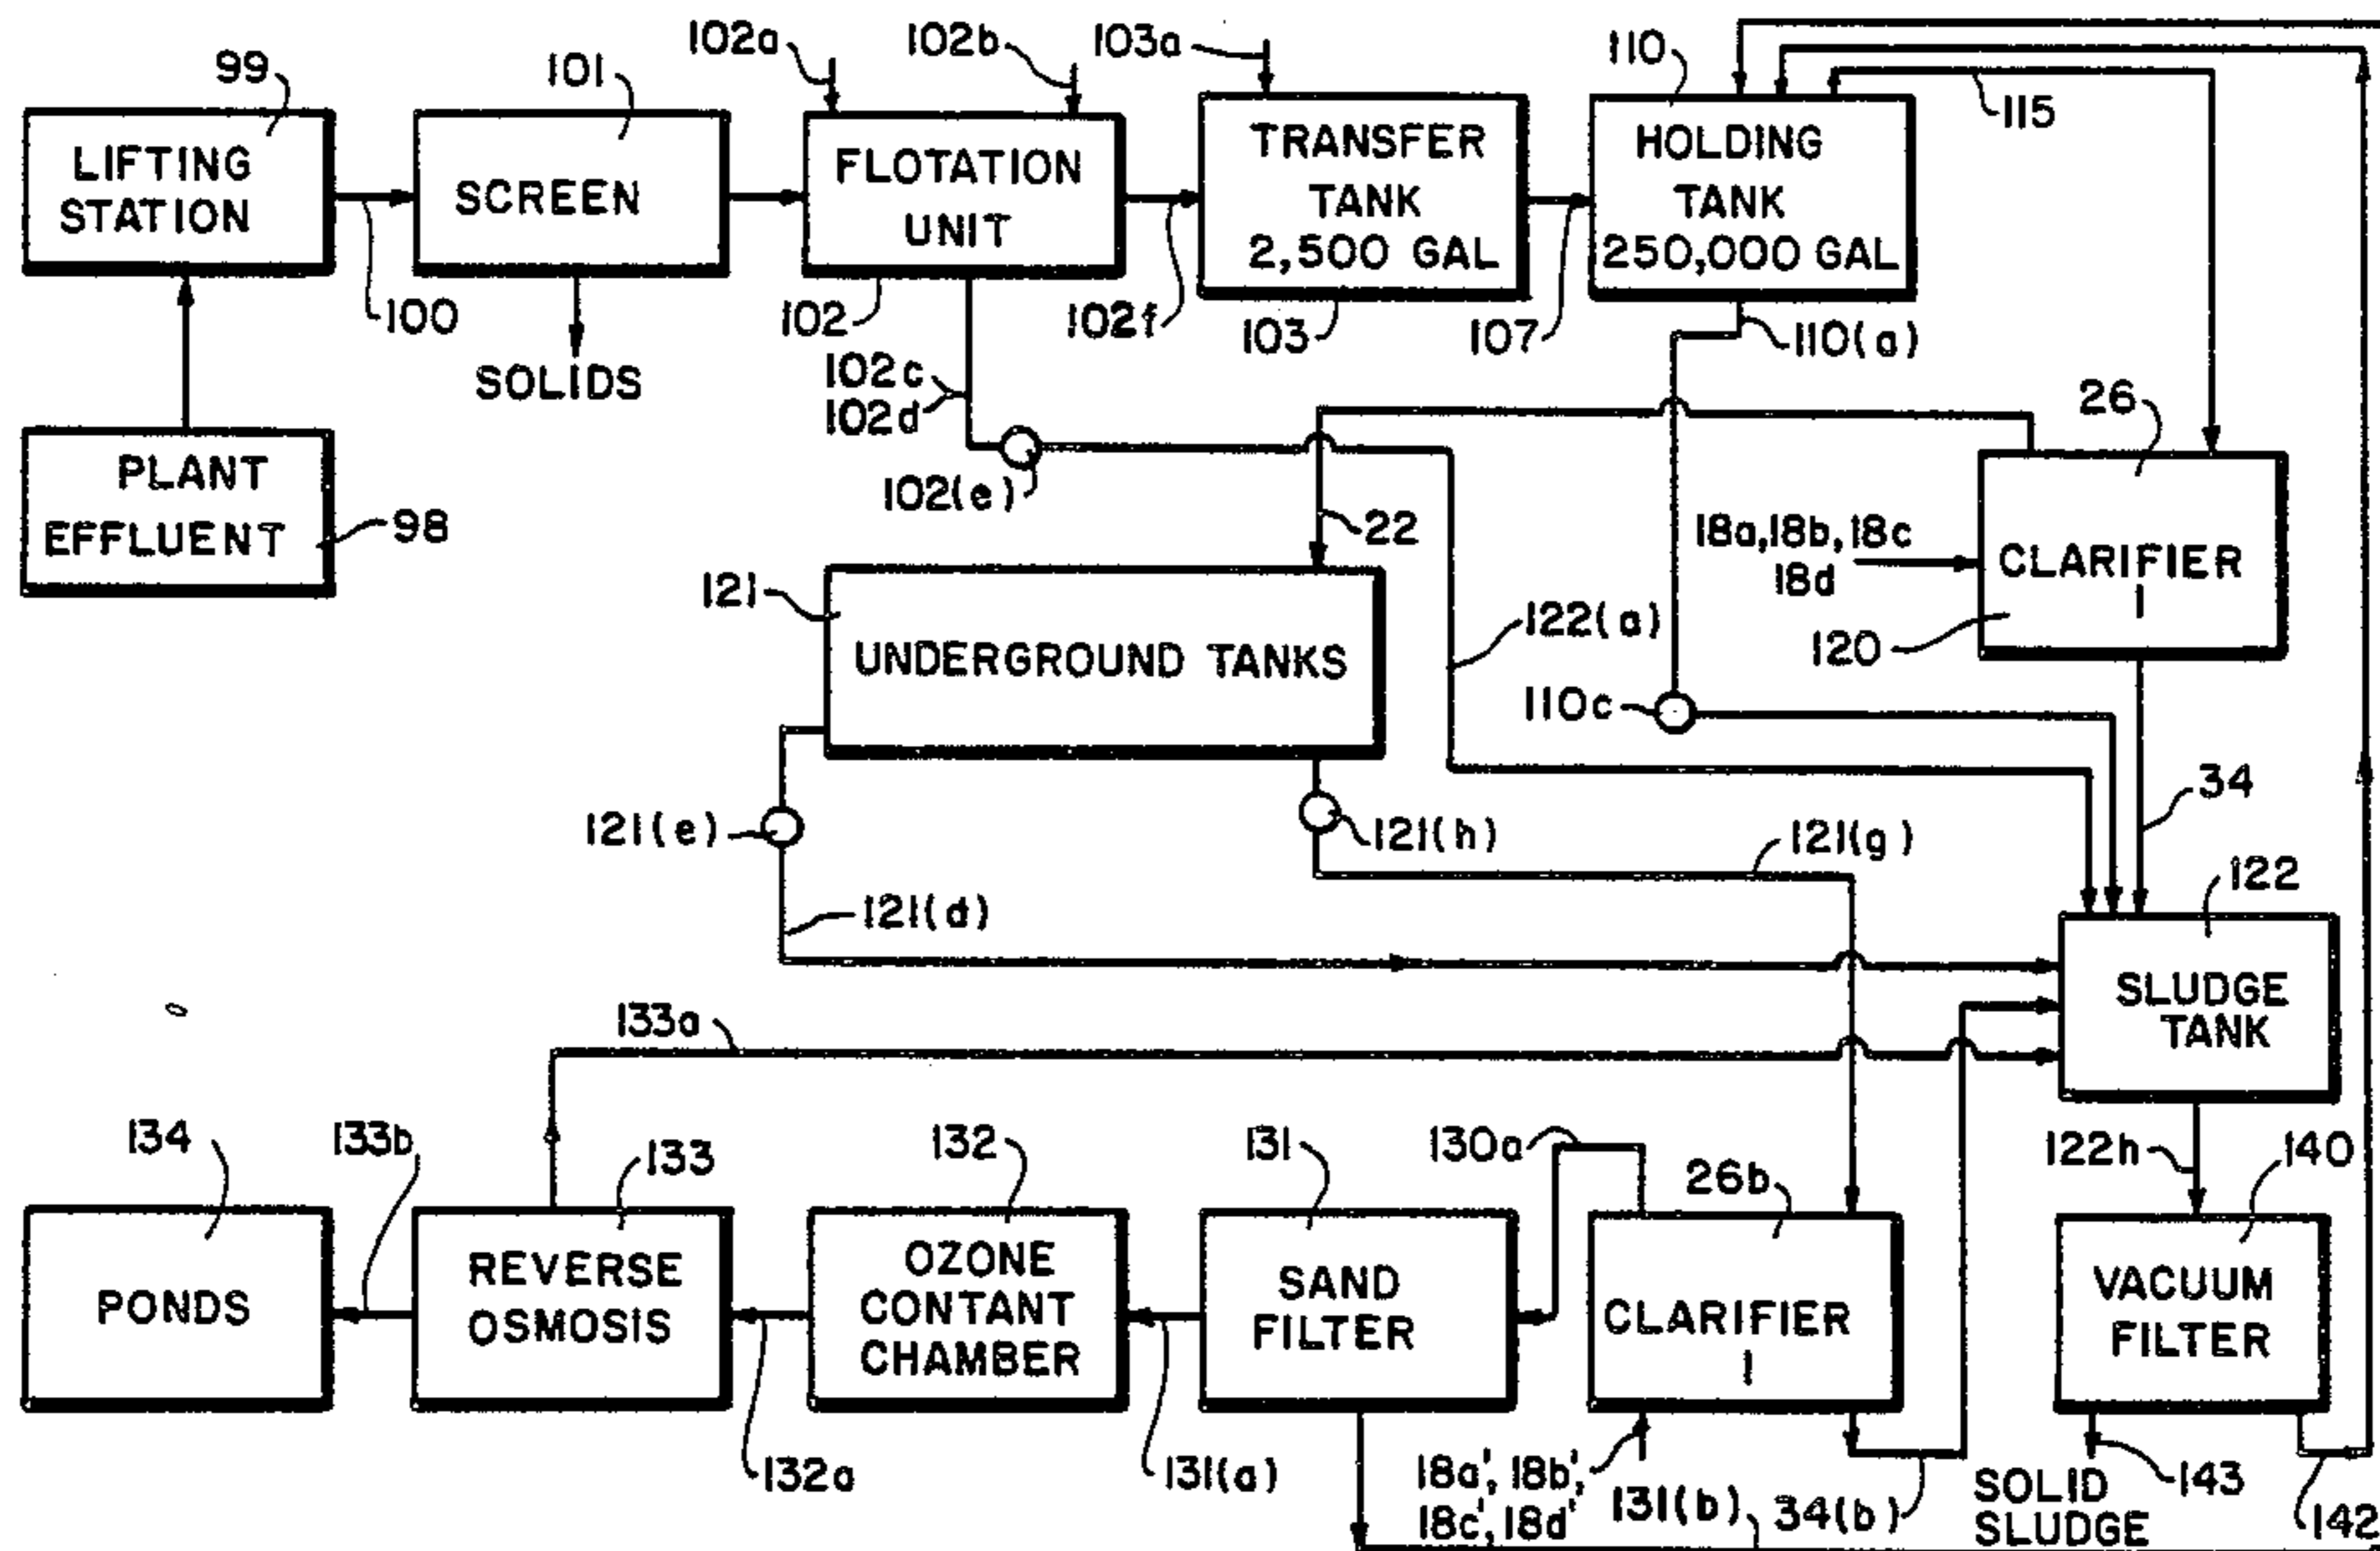 102a
102b
103a
110
99
101
115
LIFTING
STATION
SCREEN
FLOTATION
UNIT
TRANSFER
TANK
2,500 GAL
HOLDING
TANK
250,000 GAL
100
102
102f
103
107
110(a)
SOLIDS
102c
102d
26
PLANT
EFFLUENT
98
102(e)
22
18a,18b,18c
18d
CLARIFIER
1
121
UNDERGROUND TANKS
122(a)
120
110c
34
121(e)
121(h)
121(g)
122
121(d)
SLUDGE
TANK
133a
134
133b
133
132
131
130a
26b
122h
140
PONDS
REVERSE
OSMOSIS
OZONE
CONTANT
CHAMBER
SAND
FILTER
CLARIFIER
1
VACUUM
FILTER
132a
131(a)
18a', 18b',
18c', 18d'
131(b)
34(b)
SOLID
SLUDGE
143
142